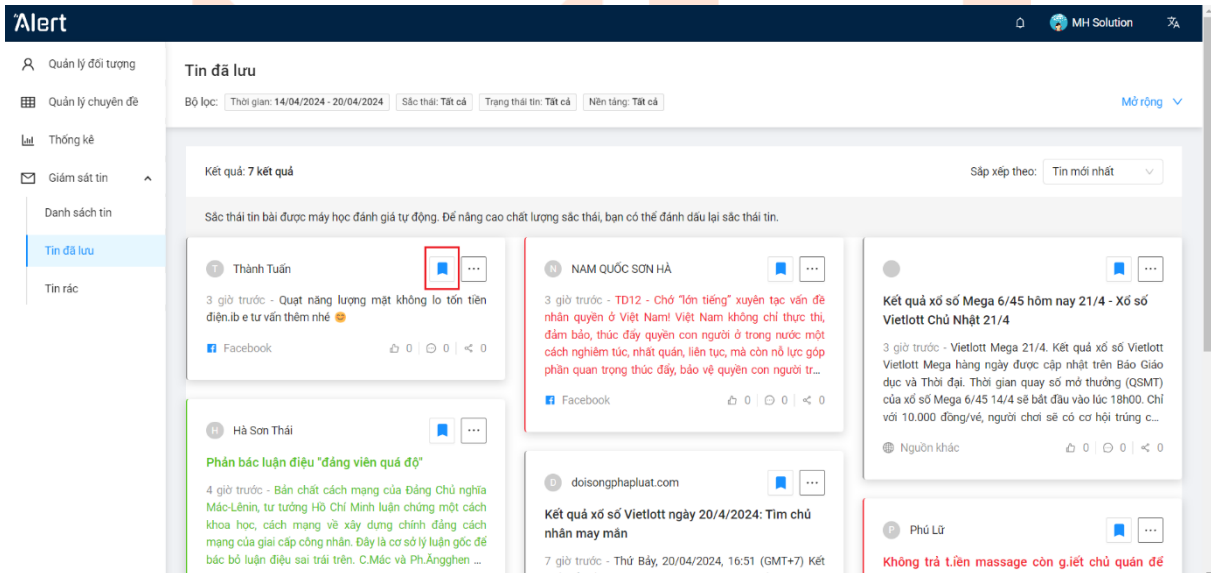 Alert
MH Solution
Quản lý đối tượng
Quản lý chuyên đề
Thống kê
Giám sát tin
Danh sách tin
Tin đã lưu
Tin rác
Tin đã lưu
Bộ lọc: Thời gian: 14/04/2024 - 20/04/2024 Sắc thái: Tất cả Trạng thái tin: Tất cả Nền tảng: Tất cả
Mở rộng
Kết quả: 7 kết quả
Sắp xếp theo: Tin mới nhất
Sắc thái tin bài được máy học đánh giá tự động. Để nâng cao chất lượng sắc thái, bạn có thể đánh dấu lại sắc thái tin.
T Thành Tuấn
3 giờ trước - Quạt năng lượng mặt không lo tốn tiền
điện.ib e tư vấn thêm nhé 😊
Facebook 0 0 0
H Hà Sơn Thái
Phản bác luận điệu "đảng viên quá độ"
4 giờ trước - Bản chất cách mạng của Đảng Chủ nghĩa
Mác-Lênin, tư tưởng Hồ Chí Minh luận chứng một cách
khoa học, cách mạng về xây dựng chính đảng cách
mạng của giai cấp công nhân. Đây là cơ sở lý luận gốc để
bác bỏ luận điệu sai trái trên. C.Mác và Ph.Ăngghen ...
N NAM QUỐC SƠN HÀ
3 giờ trước - TD12 - Chớ "lớn tiếng" xuyên tạc vấn đề
nhân quyền ở Việt Nam! Việt Nam không chỉ thực thi,
đảm bảo, thúc đẩy quyền con người ở trong nước một
cách nghiêm túc, nhất quán, liên tục, mà còn nỗ lực góp
phần quan trọng thúc đẩy, bảo vệ quyền con người tr...
Facebook 0 0 0
D doisongphapluat.com
Kết quả xổ số Vietlott ngày 20/4/2024: Tìm chủ
nhân may mắn
7 giờ trước - Thứ Bảy, 20/04/2024, 16:51 (GMT+7) Kết
Kết quả xổ số Mega 6/45 hôm nay 21/4 - Xổ số
Vietlott Chủ Nhật 21/4
3 giờ trước - Vietlott Mega 21/4. Kết quả xổ số Vietlott
Vietlott Mega hàng ngày được cập nhật trên Báo Giáo
dục và Thời đại. Thời gian quay số mở thưởng (QSMT)
của xổ số Mega 6/45 14/4 sẽ bắt đầu vào lúc 18h00. Chỉ
với 10.000 đồng/vé, người chơi sẽ có cơ hội trúng c...
Nguồn khác 0 0 0
P Phú Lữ
Không trả t.iền massage còn g.iết chủ quán để